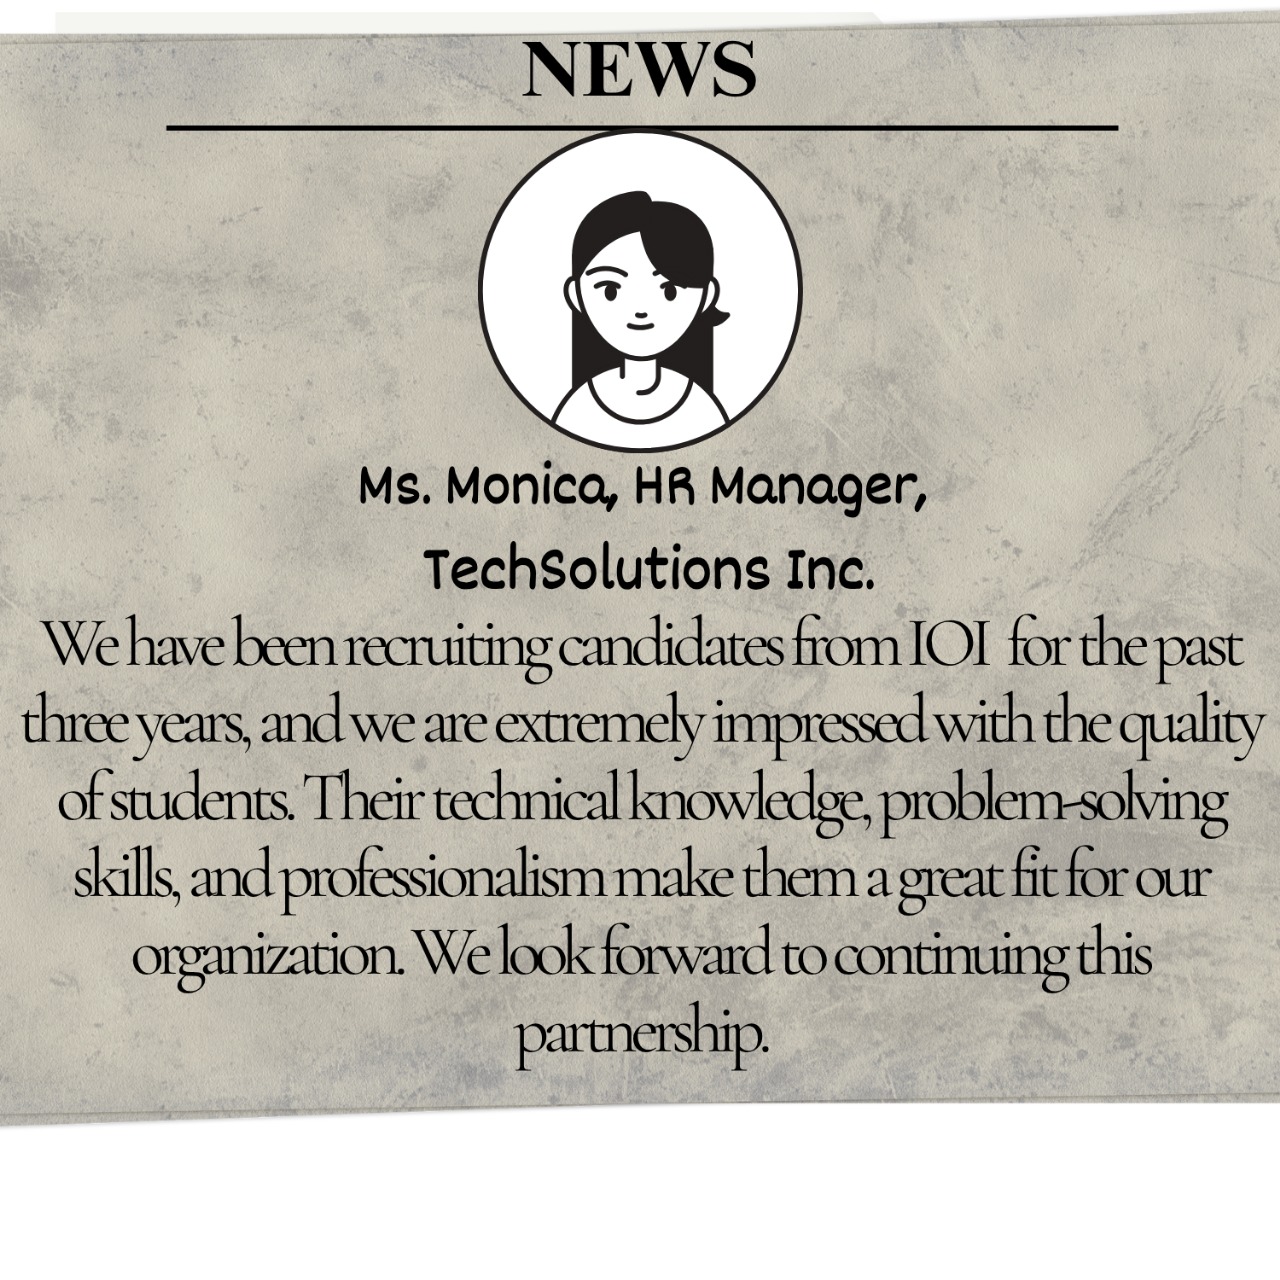 NEWS
Ms. Monica, HR Manager,
TechSolutions Inc.
We have been recruiting candidates from IOI for the past
three years, and we are extremely impressed with the quality
of students. Their technical knowledge, problem-solving
skills, and professionalism make them a great fit for our
organization. We look forward to continuing this
partnership.